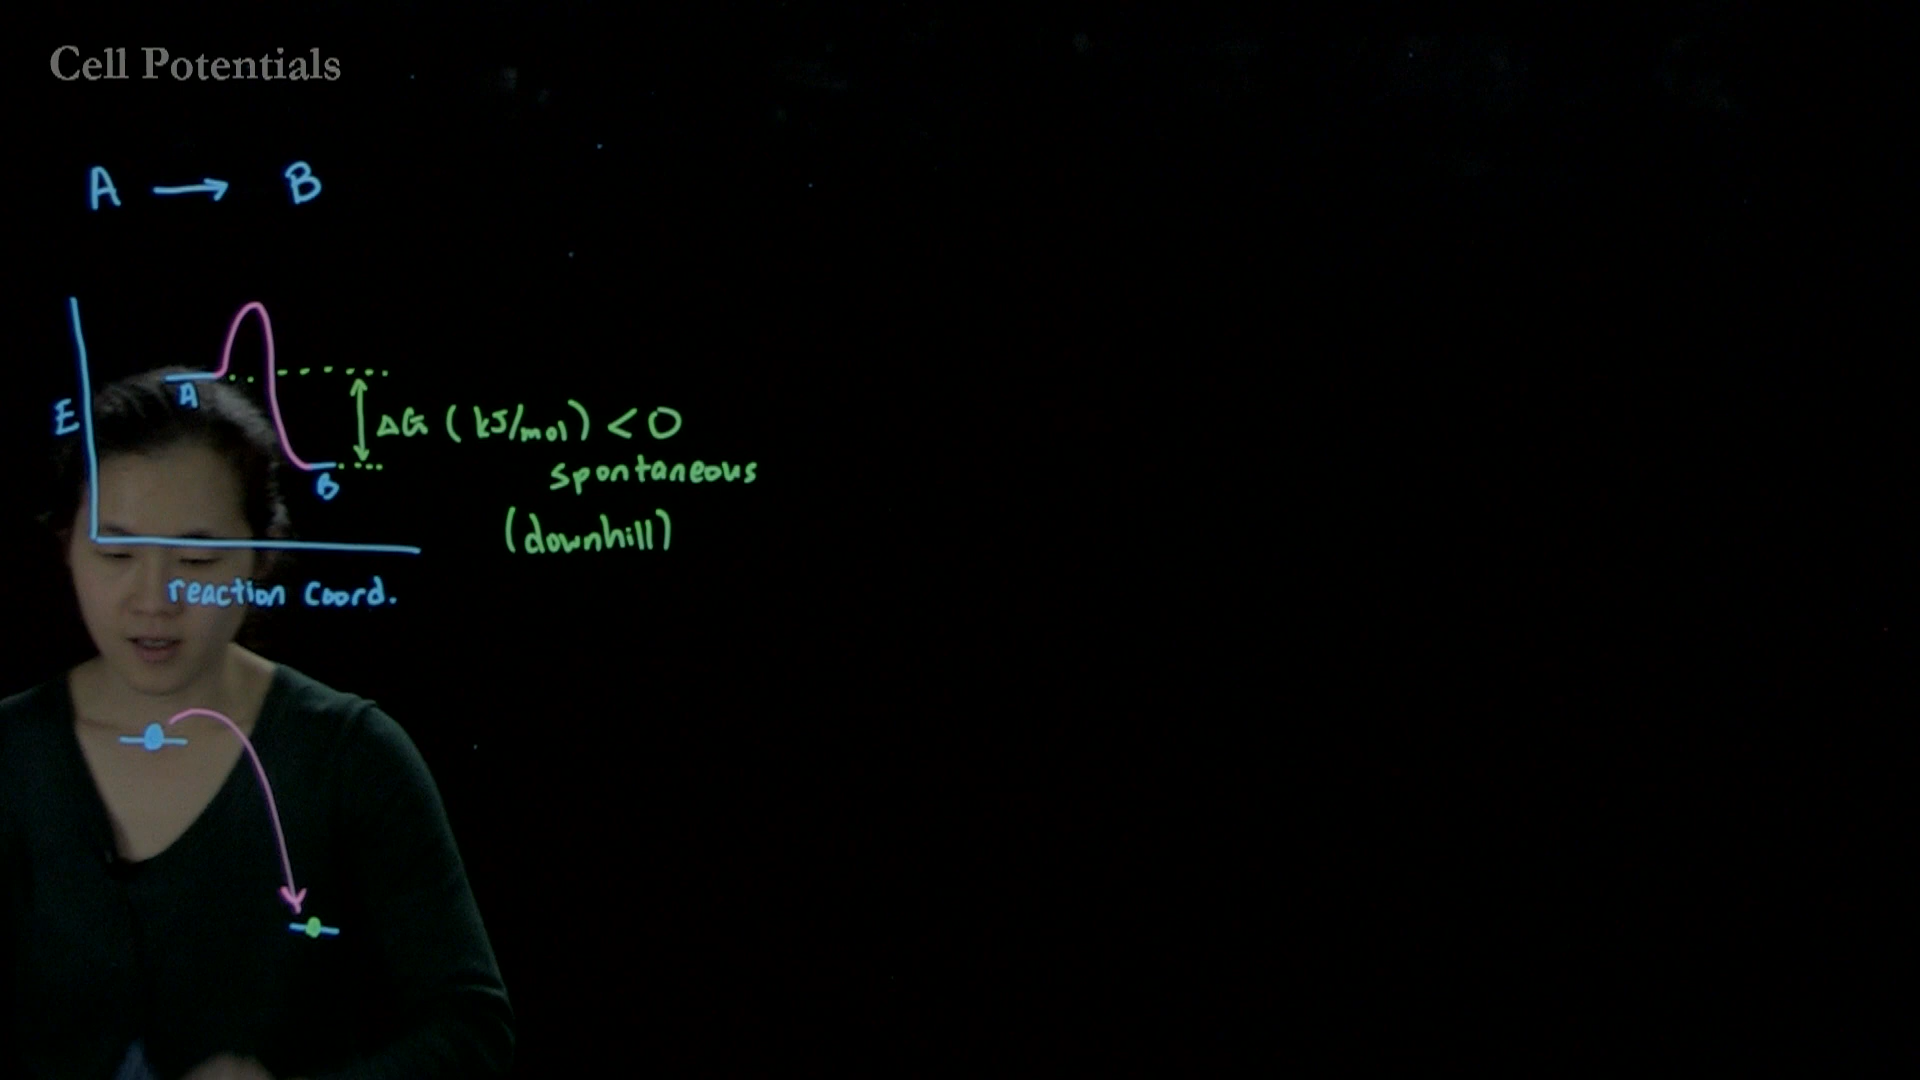 Cell Potentials
A → B
E
A
B
ΔG (kJ/mol) < 0
spontaneous
(downhill)
reaction coord.